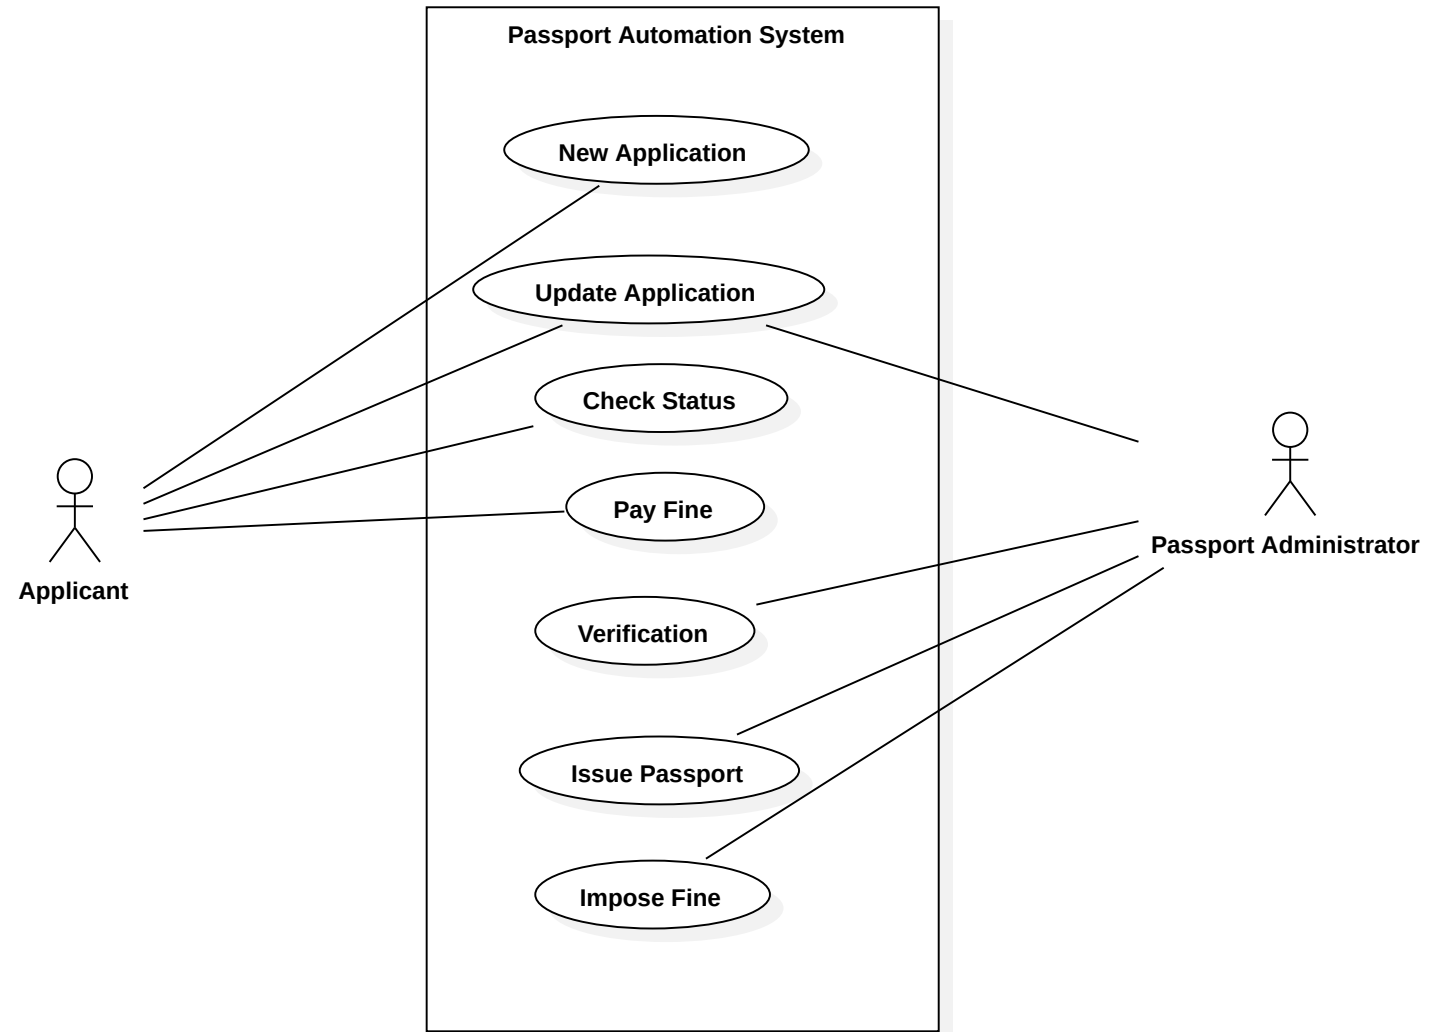 Passport Automation System
New Application
Update Application
Check Status
Pay Fine
Passport Administrator
Applicant
Verification
Issue Passport
Impose Fine